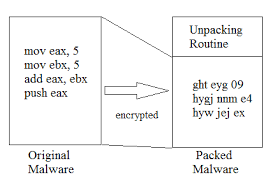 mov eax, 5
mov ebx, 5
add eax, ebx
push eax
encrypted
Unpacking
Routine
ght eyg 09
hygj nnm e4
hyw jej ex
Original
Malware
Packed
Malware